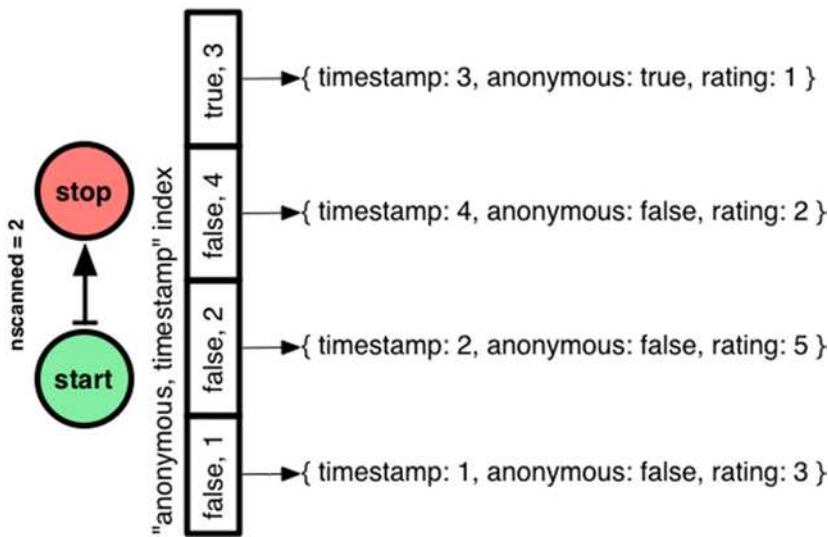 nscanned = 2
stop
start
"anonymous, timestamp" index
true, 3
{ timestamp: 3, anonymous: true, rating: 1 }
false, 4
{ timestamp: 4, anonymous: false, rating: 2 }
false, 2
{ timestamp: 2, anonymous: false, rating: 5 }
false, 1
{ timestamp: 1, anonymous: false, rating: 3 }